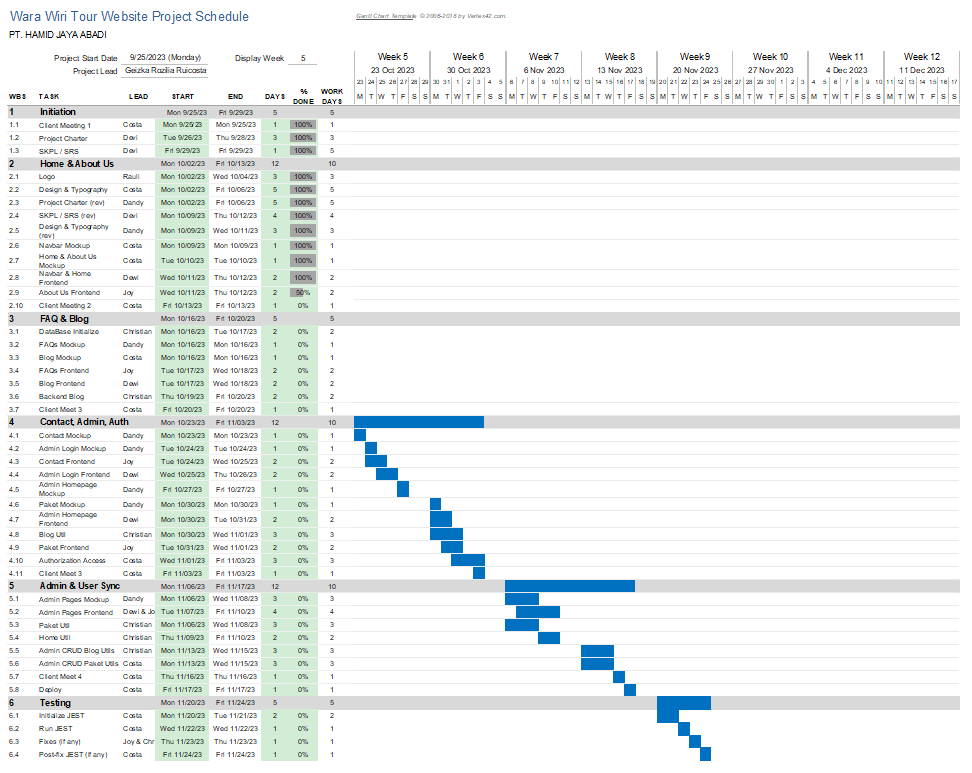 Wara Wiri Tour Website Project Schedule
Gantt Chart Template © 2006-2018 by Vertex42.com.
PT. HAMID JAYA ABADI
Project Start Date 9/25/2023 (Monday) Display Week 5
Project Lead Geizka Rozilia Ruicosta
Week 5 Week 6 Week 7 Week 8 Week 9 Week 10 Week 11 Week 12
23 Oct 2023 30 Oct 2023 6 Nov 2023 13 Nov 2023 20 Nov 2023 27 Nov 2023 4 Dec 2023 11 Dec 2023
23 24 25 26 27 28 29 30 31 1 2 3 4 5 6 7 8 9 10 11 12 13 14 15 16 17 18 19 20 21 22 23 24 25 26 27 28 29 30 1 2 3 4 5 6 7 8 9 10 11 12 13 14 15 16 17
WBS TASK LEAD START END DAYS % DONE WORK DAYS M T W T F S S M T W T F S S M T W T F S S M T W T F S S M T W T F S S M T W T F S S M T W T F S S M T W T F S S
1 Initiation Mon 9/25/23 Fri 9/29/23 5 5
1.1 Client Meeting 1 Costa Mon 9/25/23 Mon 9/25/23 1 100% 1
1.2 Project Charter Devi Tue 9/26/23 Thu 9/28/23 3 100% 3
1.3 SKPL / SRS Devi Fri 9/29/23 Fri 9/29/23 1 100% 5
2 Home & About Us Mon 10/02/23 Fri 10/13/23 12 10
2.1 Logo Rauli Mon 10/02/23 Wed 10/04/23 3 100% 3
2.2 Design & Typography Costa Mon 10/02/23 Fri 10/06/23 5 100% 5
2.3 Project Charter (rev) Dandy Mon 10/02/23 Fri 10/06/23 5 100% 5
2.4 SKPL / SRS (rev) Devi Mon 10/09/23 Thu 10/12/23 4 100% 4
2.5 Design & Typography (rev) Dandy Mon 10/09/23 Wed 10/11/23 3 100% 3
2.6 Navbar Mockup Costa Mon 10/09/23 Mon 10/09/23 1 100% 1
2.7 Home & About Us Mockup Costa Tue 10/10/23 Tue 10/10/23 1 100% 1
2.8 Navbar & Home Frontend Dewi Wed 10/11/23 Thu 10/12/23 2 100% 2
2.9 About Us Frontend Joy Wed 10/11/23 Thu 10/12/23 2 50% 2
2.10 Client Meeting 2 Costa Fri 10/13/23 Fri 10/13/23 1 0% 1
3 FAQ & Blog Mon 10/16/23 Fri 10/20/23 5 5
3.1 DataBase Initialize Christian Mon 10/16/23 Tue 10/17/23 2 0% 2
3.2 FAQs Mockup Dandy Mon 10/16/23 Mon 10/16/23 1 0% 1
3.3 Blog Mockup Costa Mon 10/16/23 Mon 10/16/23 1 0% 1
3.4 FAQs Frontend Joy Tue 10/17/23 Wed 10/18/23 2 0% 2
3.5 Blog Frontend Dewi Tue 10/17/23 Wed 10/18/23 2 0% 2
3.6 Backend Blog Christian Thu 10/19/23 Fri 10/20/23 2 0% 2
3.7 Client Meet 3 Costa Fri 10/20/23 Fri 10/20/23 1 0% 1
4 Contact, Admin, Auth Mon 10/23/23 Fri 11/03/23 12 10
4.1 Contact Mockup Dandy Mon 10/23/23 Mon 10/23/23 1 0% 1
4.2 Admin Login Mockup Dandy Tue 10/24/23 Tue 10/24/23 1 0% 1
4.3 Contact Frontend Joy Tue 10/24/23 Wed 10/25/23 2 0% 2
4.4 Admin Login Frontend Dewi Wed 10/25/23 Thu 10/26/23 2 0% 2
4.5 Admin Homepage Mockup Dandy Fri 10/27/23 Fri 10/27/23 1 0% 1
4.6 Paket Mockup Dandy Mon 10/30/23 Mon 10/30/23 1 0% 1
4.7 Admin Homepage Frontend Dewi Mon 10/30/23 Tue 10/31/23 2 0% 2
4.8 Blog Util Christian Mon 10/30/23 Wed 11/01/23 3 0% 3
4.9 Paket Frontend Joy Tue 10/31/23 Wed 11/01/23 2 0% 2
4.10 Authorization Access Costa Wed 11/01/23 Fri 11/03/23 3 0% 3
4.11 Client Meet 3 Costa Fri 11/03/23 Fri 11/03/23 1 0% 1
5 Admin & User Sync Mon 11/06/23 Fri 11/17/23 12 10
5.1 Admin Pages Mockup Dandy Mon 11/06/23 Wed 11/08/23 3 0% 3
5.2 Admin Pages Frontend Dewi & Jo Tue 11/07/23 Fri 11/10/23 4 0% 4
5.3 Paket Util Christian Mon 11/06/23 Wed 11/08/23 3 0% 3
5.4 Home Util Christian Thu 11/09/23 Fri 11/10/23 2 0% 2
5.5 Admin CRUD Blog Utils Christian Mon 11/13/23 Wed 11/15/23 3 0% 3
5.6 Admin CRUD Paket Utils Costa Mon 11/13/23 Wed 11/15/23 3 0% 3
5.7 Client Meet 4 Costa Thu 11/16/23 Thu 11/16/23 1 0% 1
5.8 Deploy Costa Fri 11/17/23 Fri 11/17/23 1 0% 1
6 Testing Mon 11/20/23 Fri 11/24/23 5 5
6.1 Initialize JEST Costa Mon 11/20/23 Tue 11/21/23 2 0% 2
6.2 Run JEST Costa Wed 11/22/23 Wed 11/22/23 1 0% 1
6.3 Fixes (if any) Joy & Chr Thu 11/23/23 Thu 11/23/23 1 0% 1
6.4 Post-fix JEST (if any) Costa Fri 11/24/23 Fri 11/24/23 1 0% 1